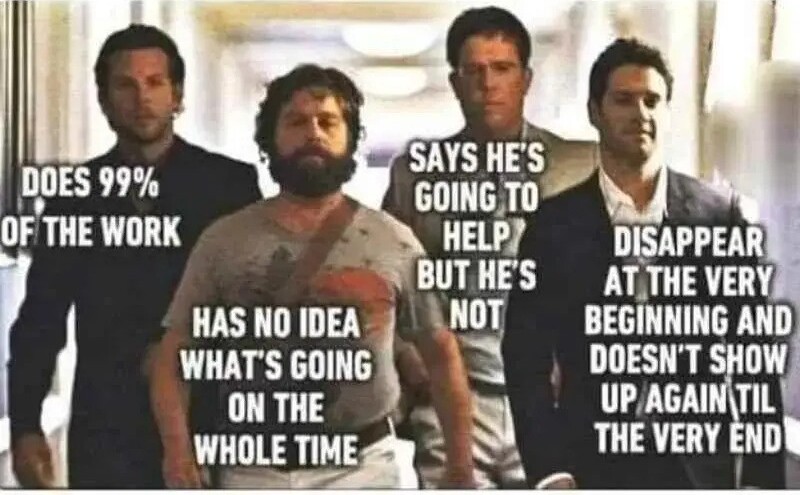 DOES 99%
OF THE WORK
HAS NO IDEA
WHAT'S GOING
ON THE
WHOLE TIME
SAYS HE'S
GOING TO
HELP
BUT HE'S
NOT
DISAPPEAR
AT THE VERY
BEGINNING AND
DOESN'T SHOW
UP AGAIN TIL
THE VERY END